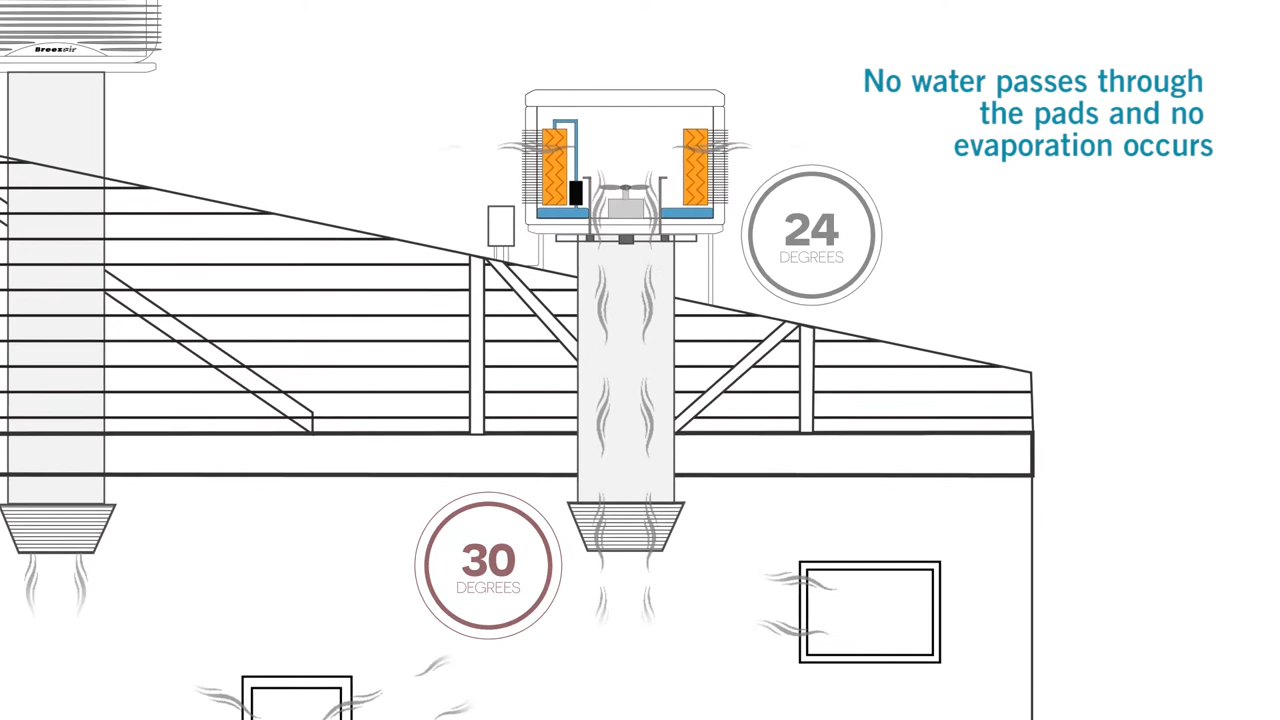 Breezair
No water passes through
the pads and no
evaporation occurs
24
DEGREES
30
DEGREES